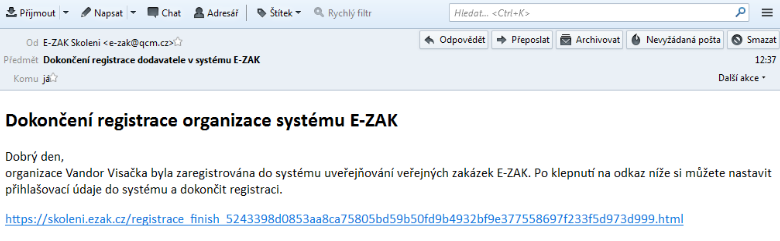 Přijmout Napsat Chat Adresář Štítek Rychlý filtr Hledat... <Ctrl+K>
Od E-ZAK Skoleni <e-zak@qcm.cz> Odpovědět Přeposlat Archivovat Nevyžádaná pošta Smazat
Předmět Dokončení registrace dodavatele v systému E-ZAK 12:37
Komu já Další akce
Dokončení registrace organizace systému E-ZAK
Dobrý den,
organizace Vandor Visačka byla zaregistrována do systému uveřejňování veřejných zakázek E-ZAK. Po klepnutí na odkaz níže si můžete nastavit
přihlašovací údaje do systému a dokončit registraci.
https://skoleni.ezak.cz/registrace_finish_5243398d0853aa8ca75805bd59b50fd9b4932bf9e377558697f233f5d973d999.html